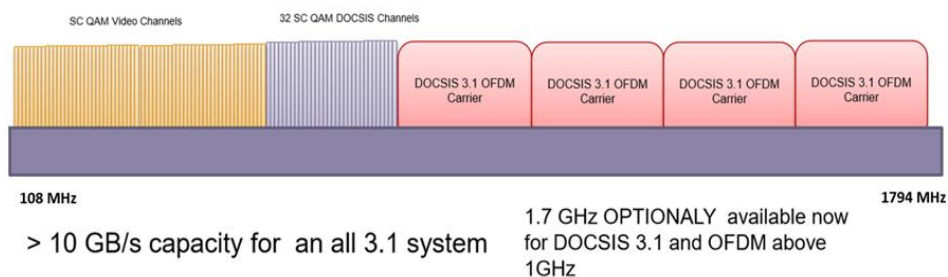 SC QAM Video Channels
32 SC QAM DOCSIS Channels
DOCSIS 3.1 OFDM
Carrier
DOCSIS 3.1 OFDM
Carrier
DOCSIS 3.1 OFDM
Carrier
DOCSIS 3.1 OFDM
Carrier
108 MHz
1794 MHz
> 10 GB/s capacity for an all 3.1 system
1.7 GHz OPTIONALY available now
for DOCSIS 3.1 and OFDM above
1GHz